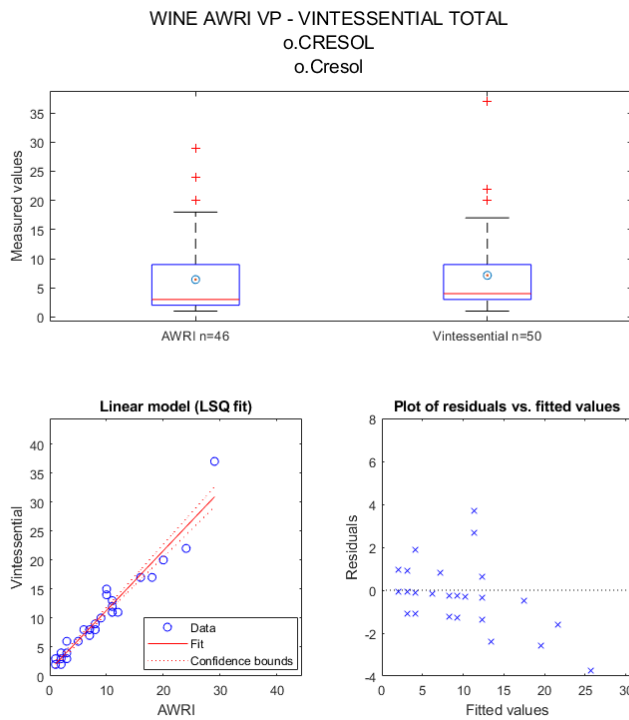 WINE AWRI VP - VINTESSENTIAL TOTAL
o.CRESOL
o.Cresol
Measured values
35
30
25
20
15
10
5
0
AWRI n=46
Vintessential n=50
Linear model (LSQ fit)
Vintessential
40
35
30
25
20
15
10
5
0
0 10 20 30 40
AWRI
Data
Fit
Confidence bounds
Plot of residuals vs. fitted values
Residuals
8
6
4
2
0
-2
-4
0 5 10 15 20 25 30
Fitted values